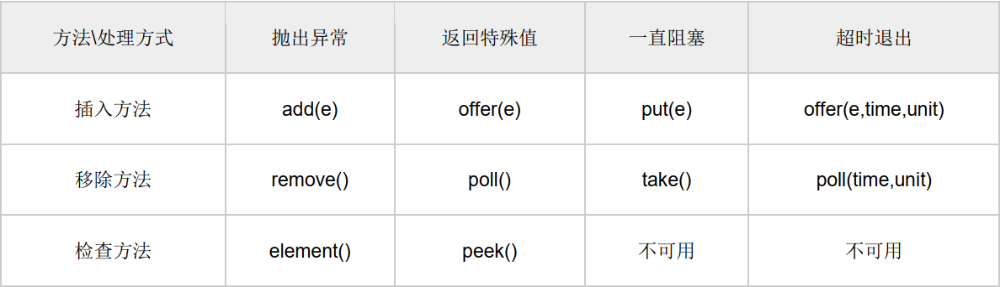 方法\处理方式 抛出异常 返回特殊值 一直阻塞 超时退出
插入方法 add(e) offer(e) put(e) offer(e,time,unit)
移除方法 remove() poll() take() poll(time,unit)
检查方法 element() peek() 不可用 不可用